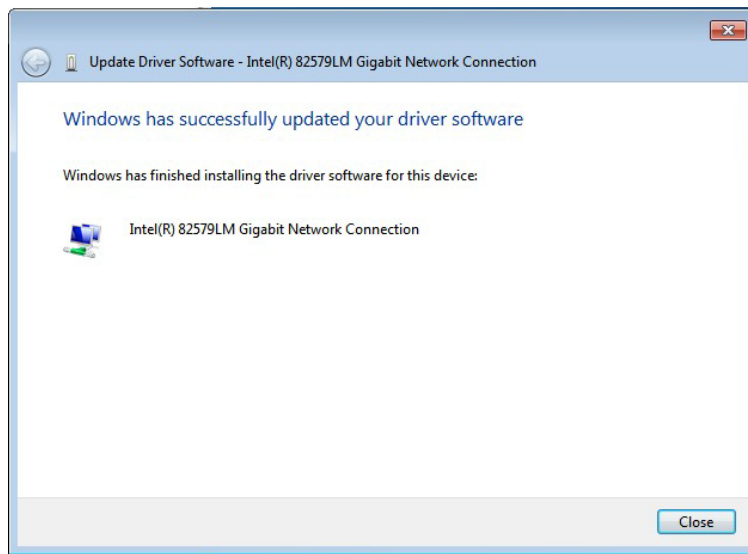 Update Driver Software - Intel(R) 82579LM Gigabit Network Connection
Windows has successfully updated your driver software
Windows has finished installing the driver software for this device:
Intel(R) 82579LM Gigabit Network Connection
Close